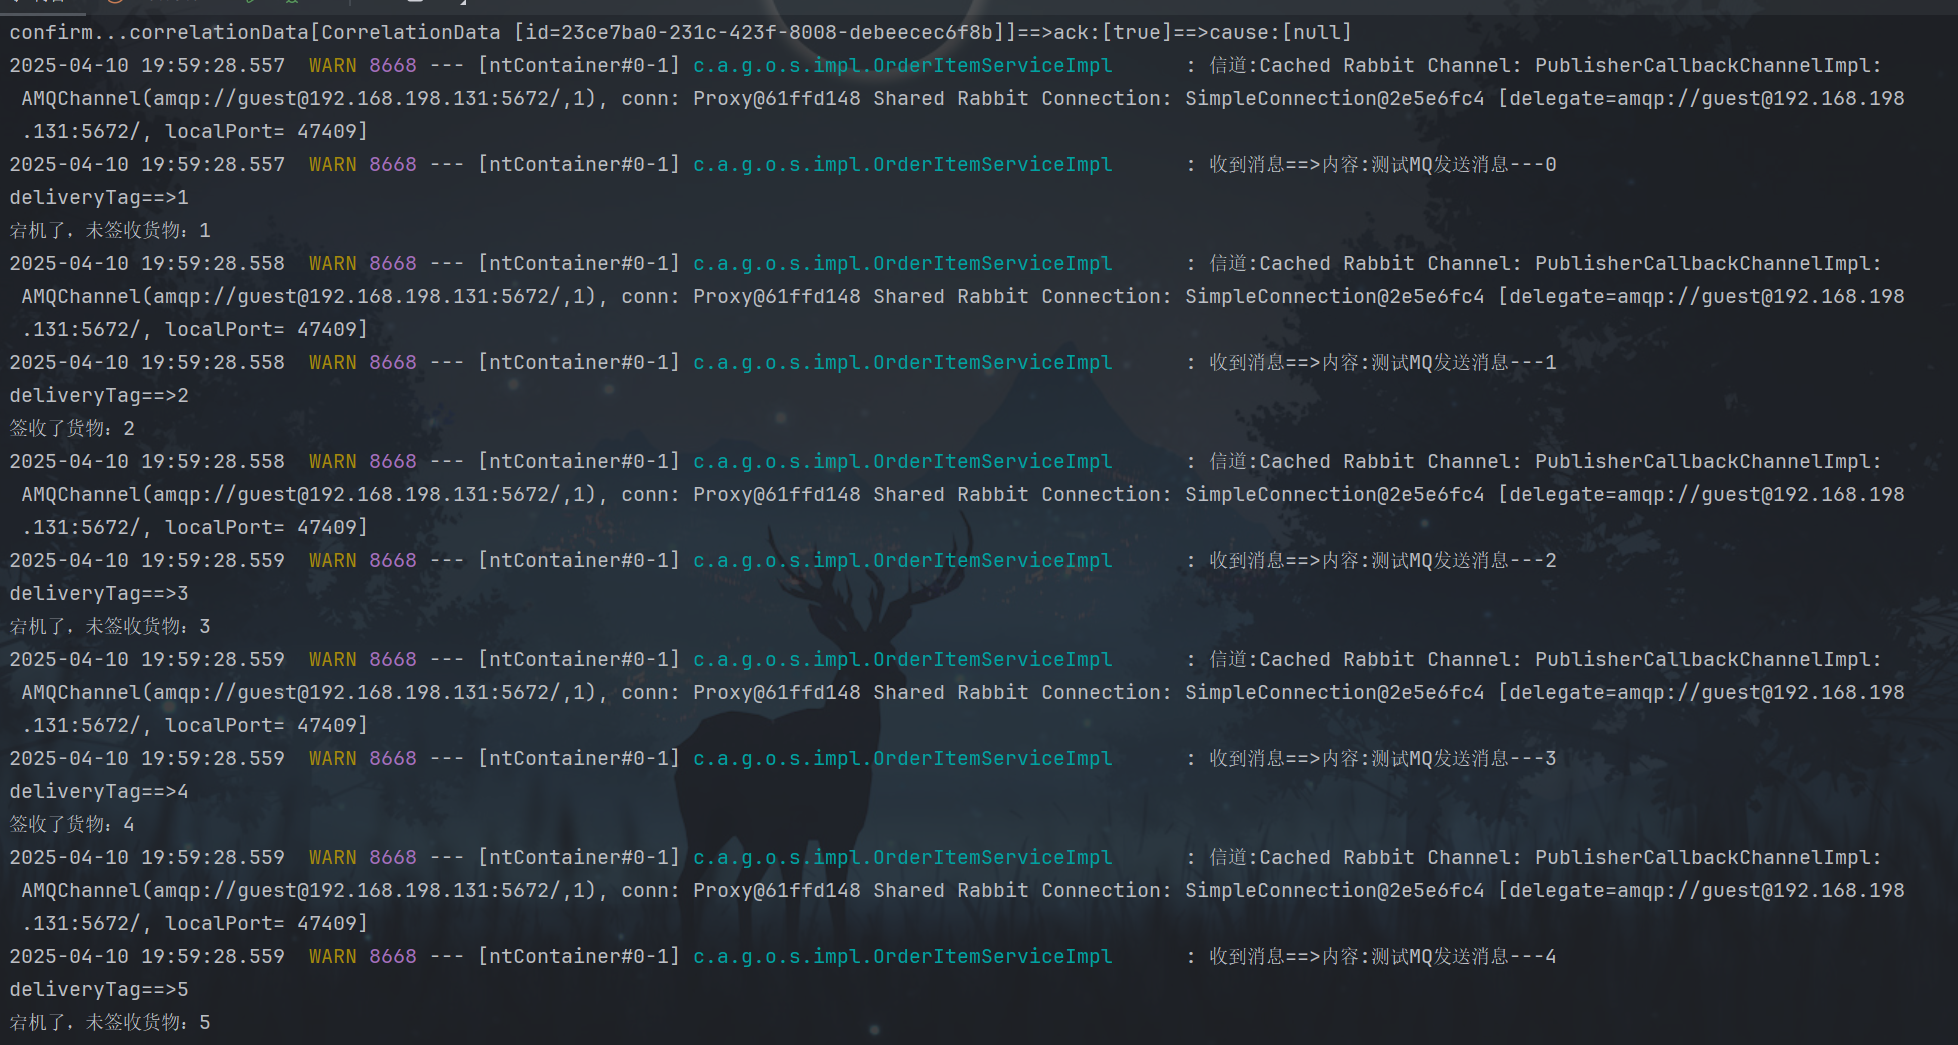 confirm...correlationData[CorrelationData [id=23ce7ba0-231c-423f-8008-debeecec6f8b]]==>ack:[true]==>cause:[null]
2025-04-10 19:59:28.557  WARN 8668 --- [ntContainer#0-1] c.a.g.o.s.impl.OrderItemServiceImpl      : 信道:Cached Rabbit Channel: PublisherCallbackChannelImpl:
AMQChannel(amqp://guest@192.168.198.131:5672/,1), conn: Proxy@61ffd148 Shared Rabbit Connection: SimpleConnection@2e5e6fc4 [delegate=amqp://guest@192.168.198
.131:5672/, localPort= 47409]
2025-04-10 19:59:28.557  WARN 8668 --- [ntContainer#0-1] c.a.g.o.s.impl.OrderItemServiceImpl      : 收到消息==>内容:测试MQ发送消息---0
deliveryTag==>1
宕机了，未签收货物：1
2025-04-10 19:59:28.558  WARN 8668 --- [ntContainer#0-1] c.a.g.o.s.impl.OrderItemServiceImpl      : 信道:Cached Rabbit Channel: PublisherCallbackChannelImpl:
AMQChannel(amqp://guest@192.168.198.131:5672/,1), conn: Proxy@61ffd148 Shared Rabbit Connection: SimpleConnection@2e5e6fc4 [delegate=amqp://guest@192.168.198
.131:5672/, localPort= 47409]
2025-04-10 19:59:28.558  WARN 8668 --- [ntContainer#0-1] c.a.g.o.s.impl.OrderItemServiceImpl      : 收到消息==>内容:测试MQ发送消息---1
deliveryTag==>2
签收了货物：2
2025-04-10 19:59:28.558  WARN 8668 --- [ntContainer#0-1] c.a.g.o.s.impl.OrderItemServiceImpl      : 信道:Cached Rabbit Channel: PublisherCallbackChannelImpl:
AMQChannel(amqp://guest@192.168.198.131:5672/,1), conn: Proxy@61ffd148 Shared Rabbit Connection: SimpleConnection@2e5e6fc4 [delegate=amqp://guest@192.168.198
.131:5672/, localPort= 47409]
2025-04-10 19:59:28.559  WARN 8668 --- [ntContainer#0-1] c.a.g.o.s.impl.OrderItemServiceImpl      : 收到消息==>内容:测试MQ发送消息---2
deliveryTag==>3
宕机了，未签收货物：3
2025-04-10 19:59:28.559  WARN 8668 --- [ntContainer#0-1] c.a.g.o.s.impl.OrderItemServiceImpl      : 信道:Cached Rabbit Channel: PublisherCallbackChannelImpl:
AMQChannel(amqp://guest@192.168.198.131:5672/,1), conn: Proxy@61ffd148 Shared Rabbit Connection: SimpleConnection@2e5e6fc4 [delegate=amqp://guest@192.168.198
.131:5672/, localPort= 47409]
2025-04-10 19:59:28.559  WARN 8668 --- [ntContainer#0-1] c.a.g.o.s.impl.OrderItemServiceImpl      : 收到消息==>内容:测试MQ发送消息---3
deliveryTag==>4
签收了货物：4
2025-04-10 19:59:28.559  WARN 8668 --- [ntContainer#0-1] c.a.g.o.s.impl.OrderItemServiceImpl      : 信道:Cached Rabbit Channel: PublisherCallbackChannelImpl:
AMQChannel(amqp://guest@192.168.198.131:5672/,1), conn: Proxy@61ffd148 Shared Rabbit Connection: SimpleConnection@2e5e6fc4 [delegate=amqp://guest@192.168.198
.131:5672/, localPort= 47409]
2025-04-10 19:59:28.559  WARN 8668 --- [ntContainer#0-1] c.a.g.o.s.impl.OrderItemServiceImpl      : 收到消息==>内容:测试MQ发送消息---4
deliveryTag==>5
宕机了，未签收货物：5